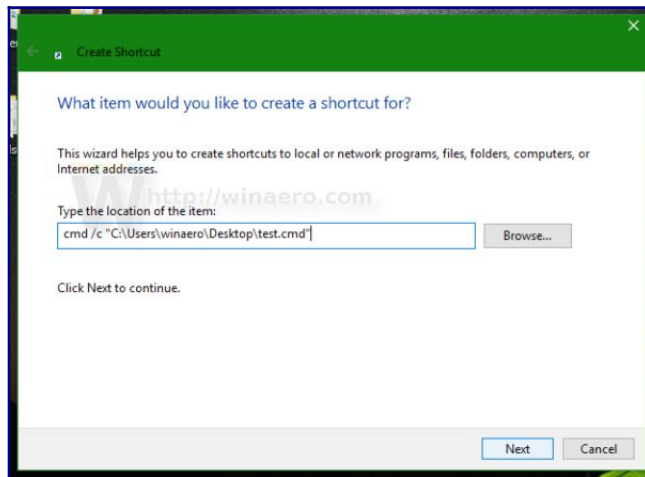 Create Shortcut
What item would you like to create a shortcut for?
This wizard helps you to create shortcuts to local or network programs, files, folders, computers, or
Internet addresses.
http://winaero.com
Type the location of the item:
cmd /c "C:\Users\winaero\Desktop\test.cmd"
Browse...
Click Next to continue.
Next
Cancel